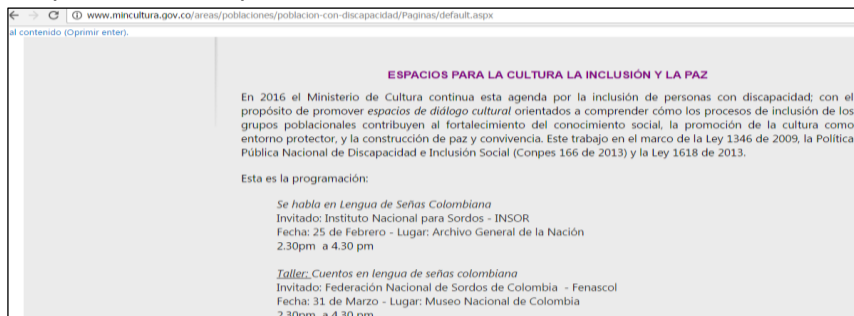 www.mincultura.gov.co/areas/poblaciones/poblacion-con-discapacidad/Paginas/default.aspx
al contenido (Oprimir enter).
ESPACIOS PARA LA CULTURA LA INCLUSIÓN Y LA PAZ
En 2016 el Ministerio de Cultura continua esta agenda por la inclusión de personas con discapacidad; con el
propósito de promover espacios de diálogo cultural orientados a comprender cómo los procesos de inclusión de los
grupos poblacionales contribuyen al fortalecimiento del conocimiento social, la promoción de la cultura como
entorno protector, y la construcción de paz y convivencia. Este trabajo en el marco de la Ley 1346 de 2009, la Política
Pública Nacional de Discapacidad e Inclusión Social (Conpes 166 de 2013) y la Ley 1618 de 2013.
Esta es la programación:
Se habla en Lengua de Señas Colombiana
Invitado: Instituto Nacional para Sordos - INSOR
Fecha: 25 de Febrero - Lugar: Archivo General de la Nación
2.30pm a 4.30 pm
Taller: Cuentos en lengua de señas colombiana
Invitado: Federación Nacional de Sordos de Colombia - Fenascol
Fecha: 31 de Marzo - Lugar: Museo Nacional de Colombia
2.30pm a 4.30 pm